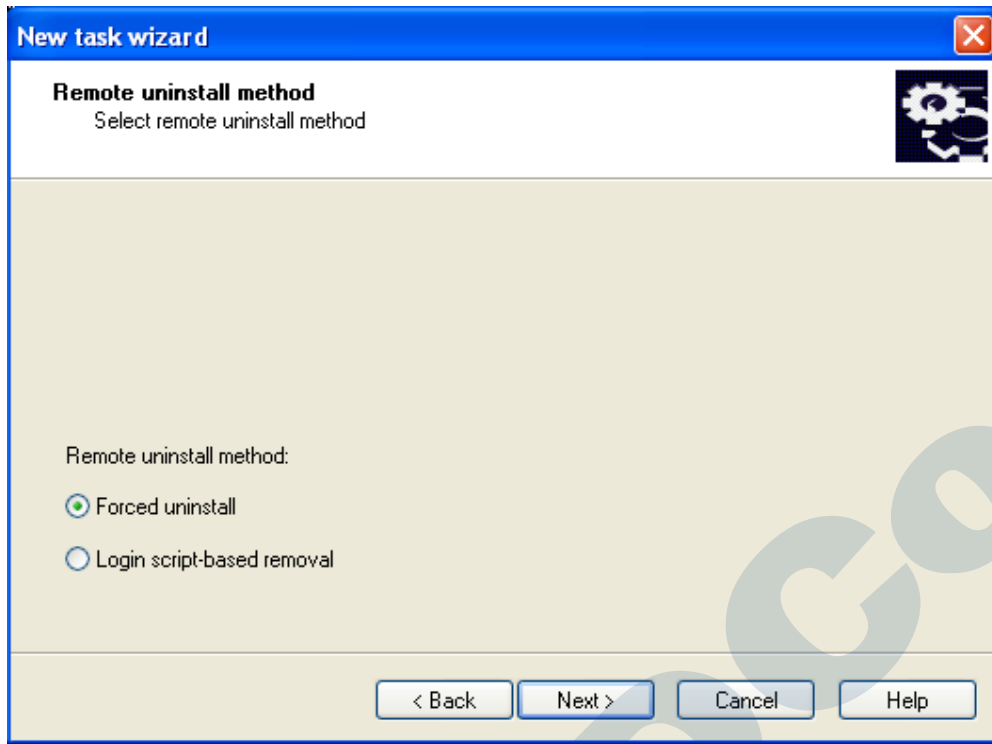 New task wizard
Remote uninstall method
Select remote uninstall method
Remote uninstall method:
Forced uninstall
Login script-based removal
< Back Next > Cancel Help